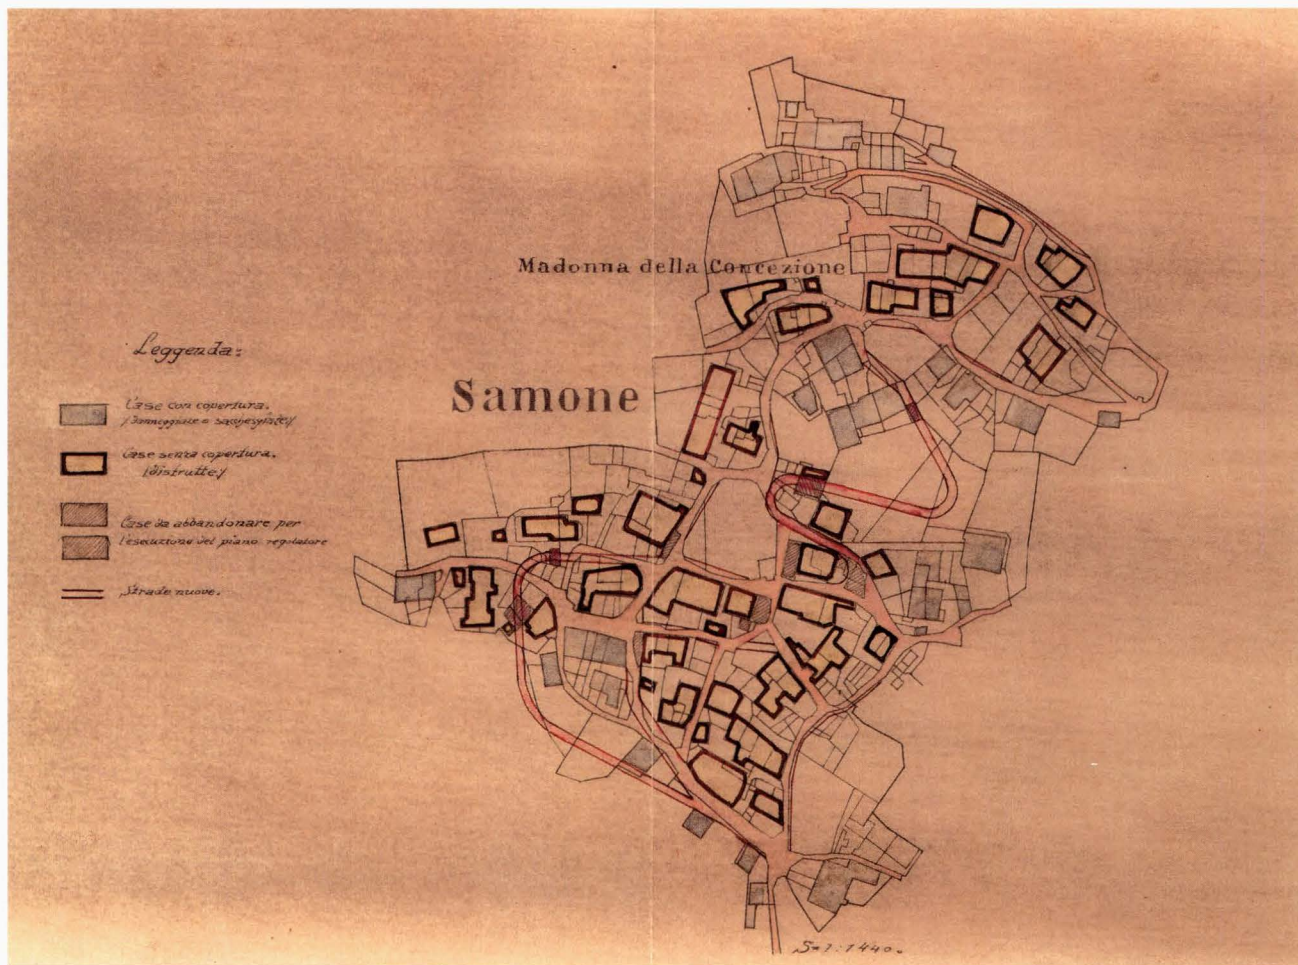 Madonna della Concezione
Samone
Leggenda:
Case con copertura.
/Danneggiate e saccheggiate/
Case senza copertura.
/distrutte/
Case da abbandonare per
l'esecuzione del piano regolatore
Strade nuove.
S= 1:1440.